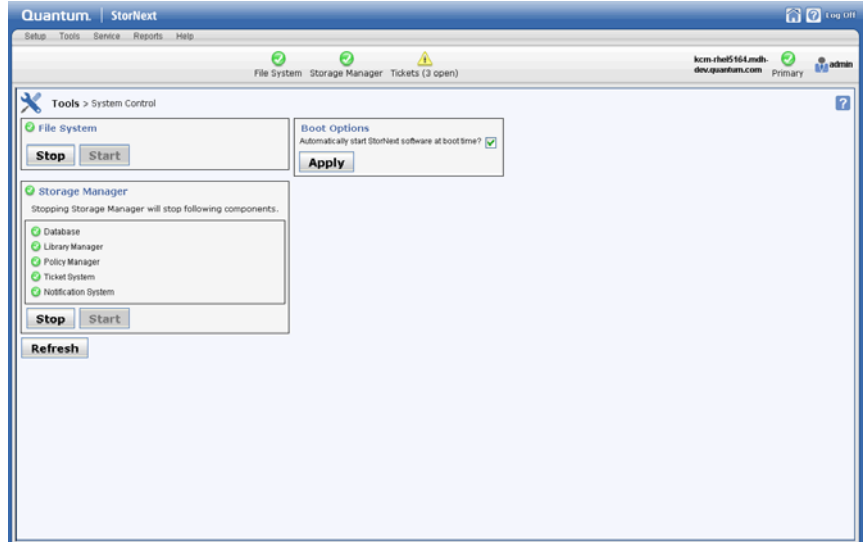 Quantum. | StorNext
Log Off
Setup Tools Service Reports Help
File System Storage Manager Tickets (3 open)
kcm-rhel5164.mdh-
dev.quantum.com
Primary
admin
Tools > System Control
?
File System
Stop Start
Boot Options
Automatically start StorNext software at boot time?
Apply
Storage Manager
Stopping Storage Manager will stop following components.
Database
Library Manager
Policy Manager
Ticket System
Notification System
Stop Start
Refresh